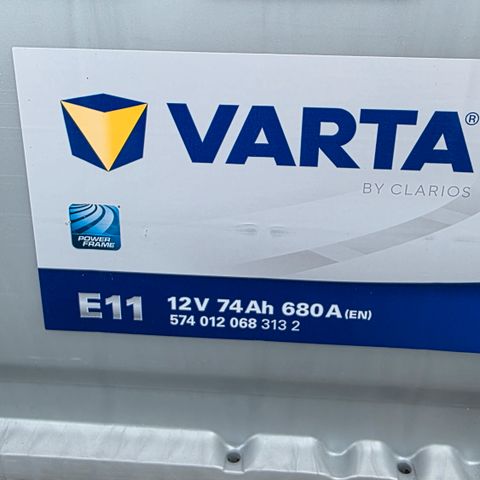 VARTA®
BY CLARIOS
POWER
FRAME
E11 12V 74Ah 680A (EN)
574 012 068 313 2